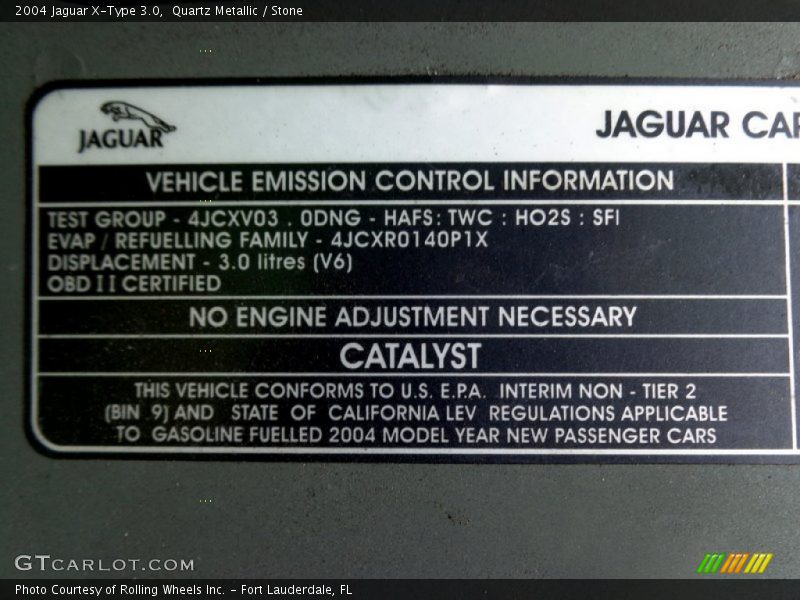 2004 Jaguar X-Type 3.0, Quartz Metallic / Stone
JAGUAR
JAGUAR CAR
VEHICLE EMISSION CONTROL INFORMATION
TEST GROUP - 4JCXV03 . 0DNG - HAFS: TWC : HO2S : SFI
EVAP / REFUELLING FAMILY - 4JCXR0140P1X
DISPLACEMENT - 3.0 litres (V6)
OBD II CERTIFIED
NO ENGINE ADJUSTMENT NECESSARY
CATALYST
THIS VEHICLE CONFORMS TO U.S. E.P.A. INTERIM NON - TIER 2
(BIN 9) AND STATE OF CALIFORNIA LEV REGULATIONS APPLICABLE
TO GASOLINE FUELLED 2004 MODEL YEAR NEW PASSENGER CARS
GTCARLOT.COM
Photo Courtesy of Rolling Wheels Inc. - Fort Lauderdale, FL